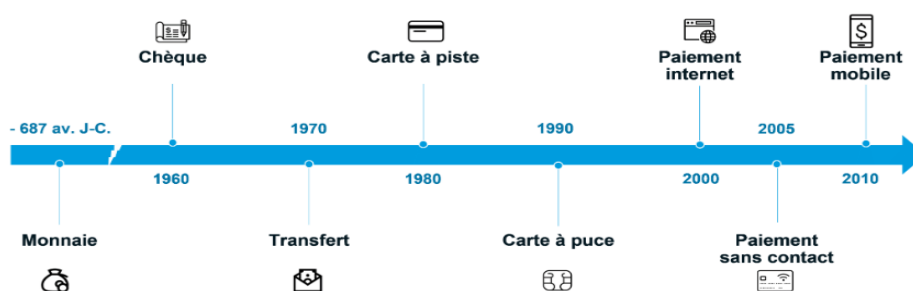 Chèque
Carte à piste
Paiement
internet
Paiement
mobile
- 687 av. J-C.
1970
1990
2005
1960
1980
2000
2010
Monnaie
Transfert
Carte à puce
Paiement
sans contact